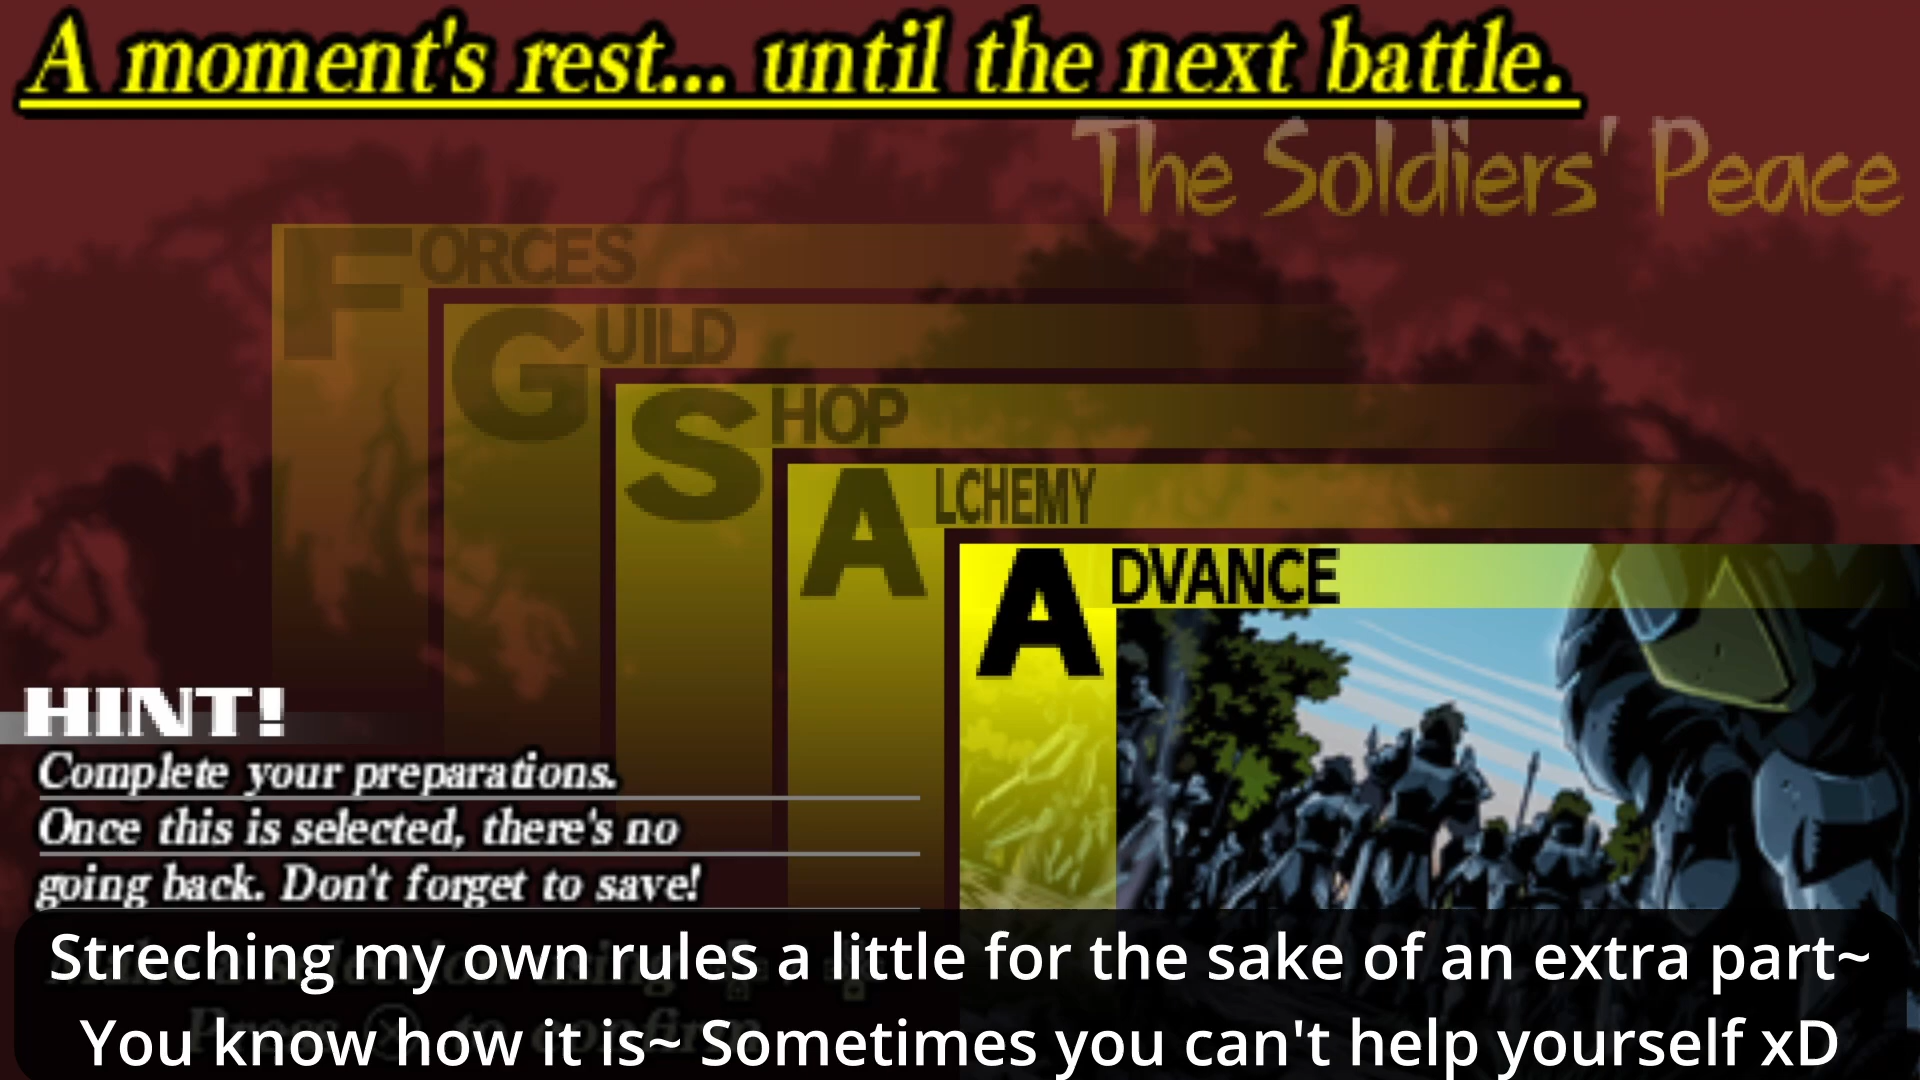 A moment's rest... until the next battle.
The Soldiers' Peace
FORCES
GUILD
SHOP
ALCHEMY
ADVANCE
HINT!
Complete your preparations.
Once this is selected, there's no
going back. Don't forget to save!
Streching my own rules a little for the sake of an extra part~
You know how it is~ Sometimes you can't help yourself xD